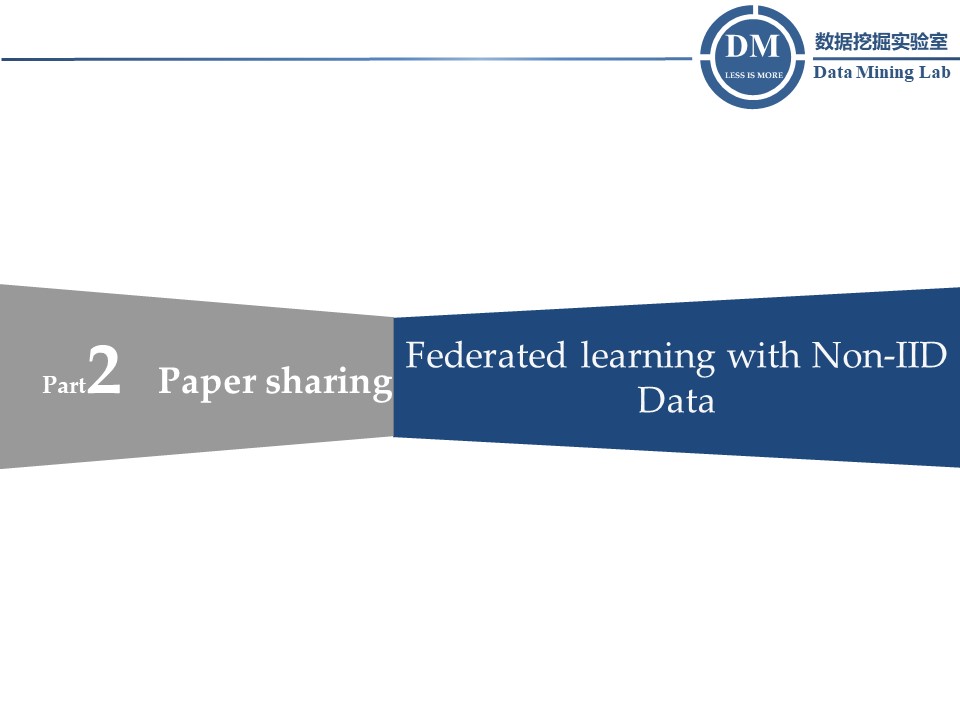 DM
LESS IS MORE
数据挖掘实验室
Data Mining Lab
Part2 Paper sharing
Federated learning with Non-IID
Data